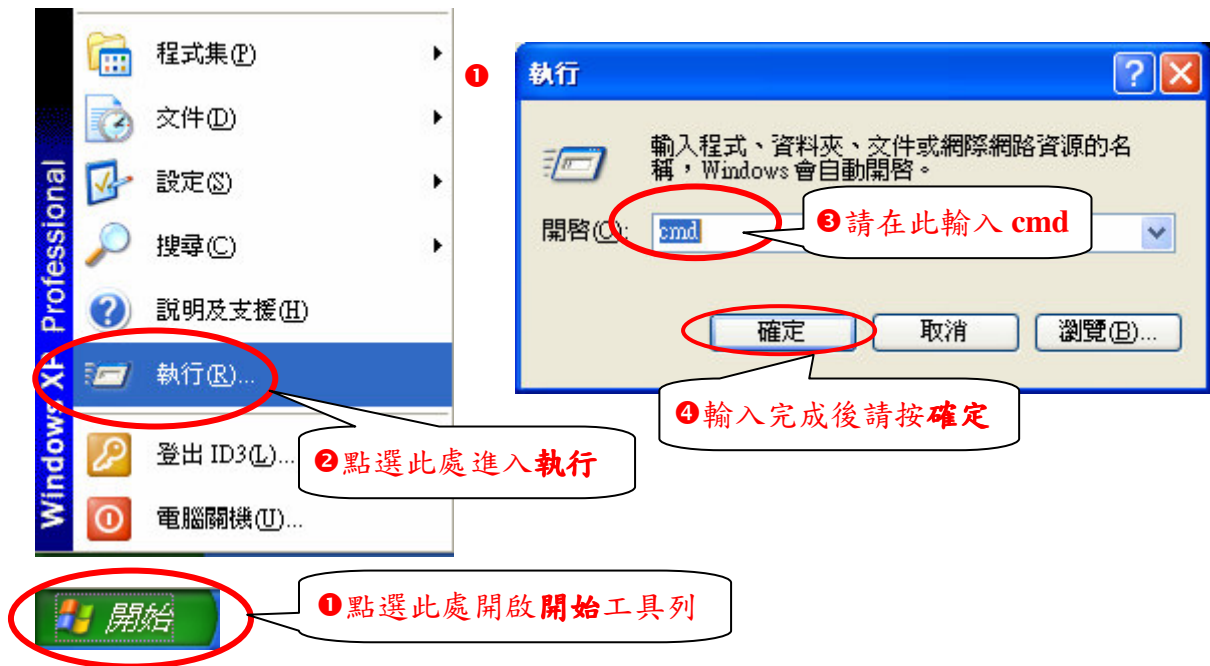 程式集(P)
文件(D)
設定(S)
搜尋(C)
說明及支援(H)
執行(R)...
登出 ID3(L)...
電腦關機(U)...
Windows XP Professional
❷點選此處進入執行
開始
❶點選此處開啟開始工具列
❶
執行
輸入程式、資料夾、文件或網際網路資源的名
稱，Windows 會自動開啓。
開啓(O):
cmd
❸請在此輸入 cmd
確定
取消
瀏覽(B)...
❹輸入完成後請按確定